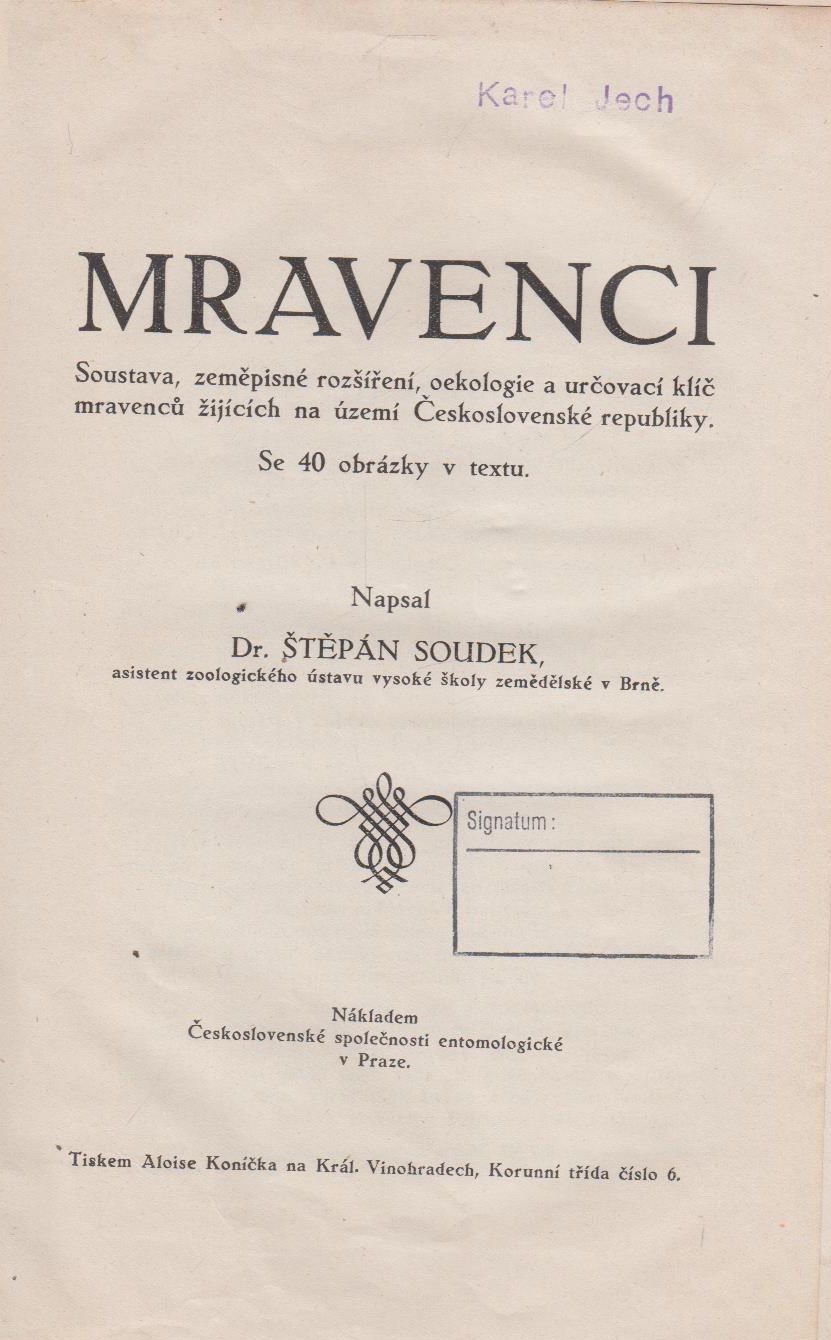 Karel Jech
MRAVENCI
Soustava, zeměpisné rozšíření, oekologie a určovací klíč
mravenců žijících na území Československé republiky.
Se 40 obrázky v textu.
Napsal
Dr. ŠTĚPÁN SOUDEK,
asistent zoologického ústavu vysoké školy zemědělské v Brně.
Signatum:
Nákladem
Československé společnosti entomologické
v Praze.
Tiskem Aloise Koníčka na Král. Vinohradech, Korunní třída číslo 6.